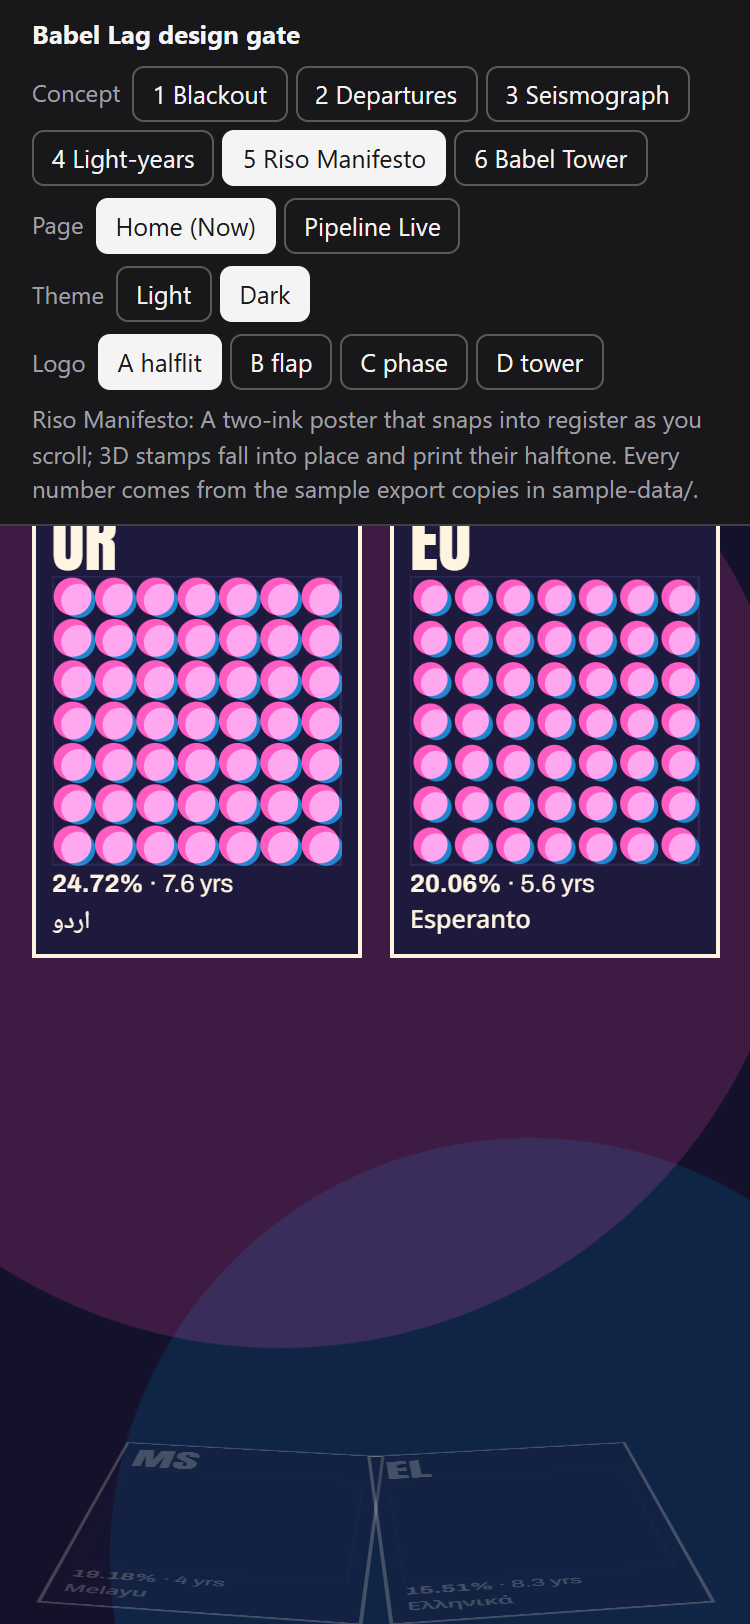 Babel Lag design gate
Concept 1 Blackout 2 Departures 3 Seismograph
4 Light-years 5 Riso Manifesto 6 Babel Tower
Page Home (Now) Pipeline Live
Theme Light Dark
Logo A halflit B flap C phase D tower
Riso Manifesto: A two-ink poster that snaps into register as you
scroll; 3D stamps fall into place and print their halftone. Every
number comes from the sample export copies in sample-data/.
UR EO
24.72% · 7.6 yrs 20.06% · 5.6 yrs
اردو Esperanto
MS EL
19.18% · 4 yrs 15.51% · 8.3 yrs
Melayu Ελληνικά